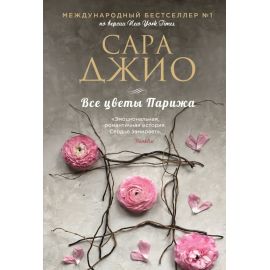 МЕЖДУНАРОДНЫЙ БЕСТСЕЛЛЕР №1
по версии New York Times
САРА
ДЖИО
Все цветы Парижа
«Эмоциональная,
романтичная история.
Сердце замирает».